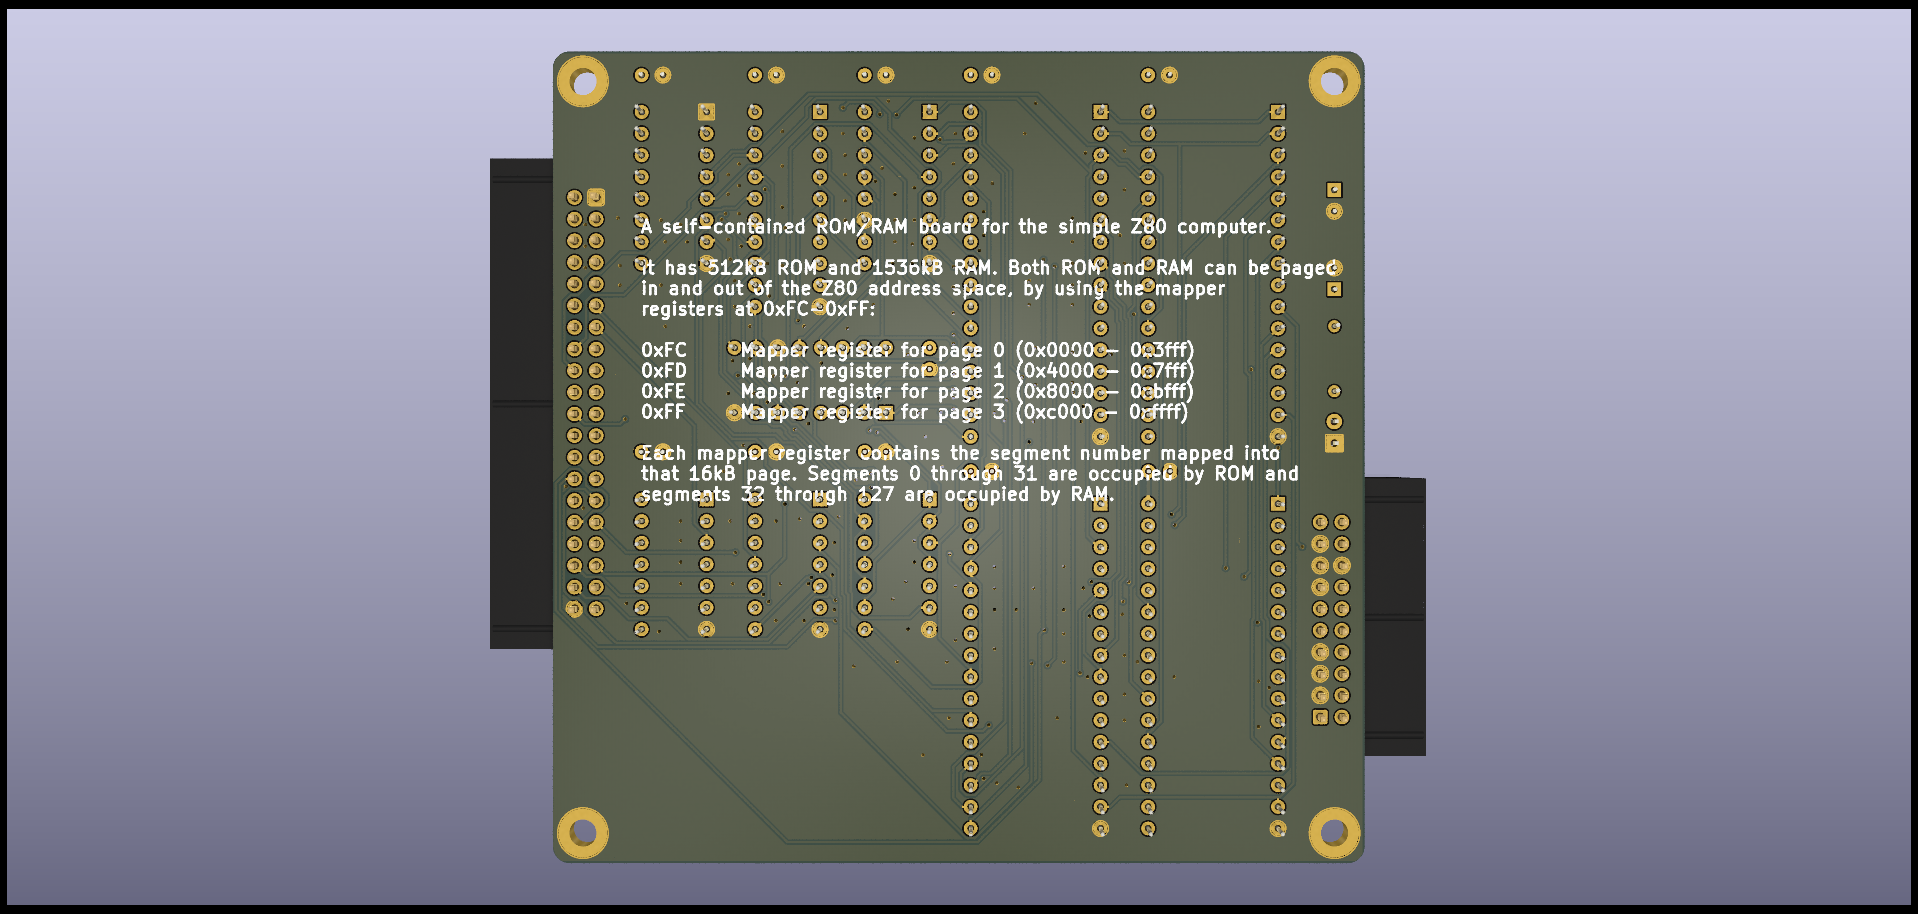 A self-contained ROM/RAM board for the simple Z80 computer.
It has 512kB ROM and 1536kB RAM. Both ROM and RAM can be paged
in and out of the Z80 address space, by using the mapper
registers at 0xFC-0xFF:
0xFC Mapper register for page 0 (0x0000 - 0x3fff)
0xFD Mapper register for page 1 (0x4000 - 0x7fff)
0xFE Mapper register for page 2 (0x8000 - 0xbfff)
0xFF Mapper register for page 3 (0xc000 - 0xffff)
Each mapper register contains the segment number mapped into
that 16kB page. Segments 0 through 31 are occupied by ROM and
segments 32 through 127 are occupied by RAM.